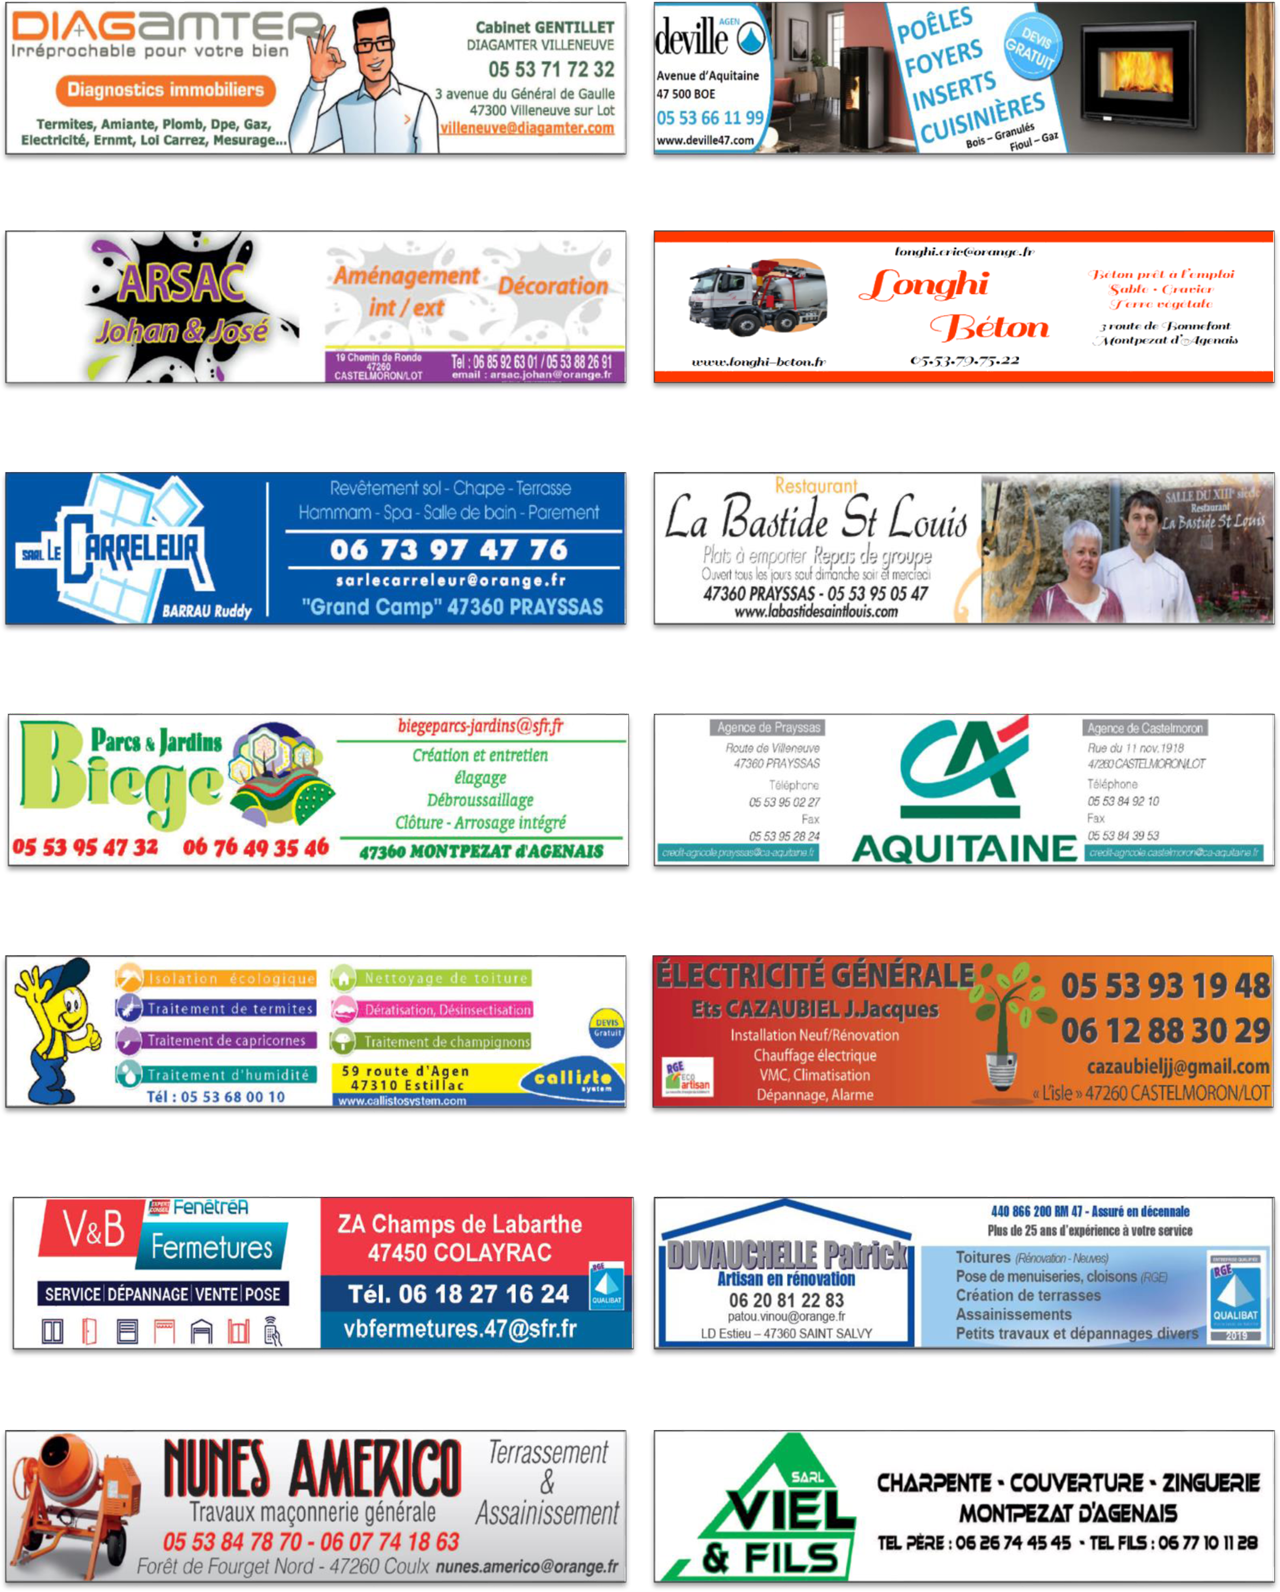 DIAGAMTER
Irréprochable pour votre bien
Diagnostics immobiliers
Termites, Amiante, Plomb, Dpe, Gaz,
Electricité, Ernmt, Loi Carrez, Mesurage...
Cabinet GENTILLET
DIAGAMTER VILLENEUVE
05 53 71 72 32
3 avenue du Général de Gaulle
47300 Villeneuve sur Lot
villeneuve@diagamter.com
AGEN
deville
Avenue d'Aquitaine
47 500 BOE
05 53 66 11 99
www.deville47.com
POÊLES
FOYERS
INSERTS
CUISINIÈRES
Bois – Granulés
Fioul – Gaz
DEVIS
GRATUIT
ARSAC
Johan & José
Aménagement
int / ext
Décoration
19 Chemin de Ronde
47260
CASTELMORON/LOT
Tel : 06 85 92 63 01 / 05 53 88 26 91
email : arsac.johan@orange.fr
longhi.eric@orange.fr
Longhi
Béton
www.longhi-beton.fr
05.53.79.75.22
Béton prêt à l'emploi
Sable - Gravier
Terre végétale
3 route de Bonnefont
Montpezat d'Agenais
SARL LE CARRELEUR
BARRAU Ruddy
Revêtement sol - Chape - Terrasse
Hammam - Spa - Salle de bain - Parement
06 73 97 47 76
sarlecarreleur@orange.fr
"Grand Camp" 47360 PRAYSSAS
Restaurant
La Bastide St Louis
Plats à emporter Repas de groupe
Ouvert tous les jours sauf dimanche soir et mercredi
47360 PRAYSSAS - 05 53 95 05 47
www.labastidesaintlouis.com
SALLE DU XIIIe siècle
Restaurant
La Bastide St Louis
Parcs & Jardins
Biege
05 53 95 47 32 06 76 49 35 46
biegeparcs-jardins@sfr.fr
Création et entretien
élagage
Débroussaillage
Clôture - Arrosage intégré
47360 MONTPEZAT d'AGENAIS
Agence de Prayssas
Route de Villeneuve
47360 PRAYSSAS
Téléphone
05 53 95 02 27
Fax
05 53 95 28 24
credit-agricole.prayssas@ca-aquitaine.fr
CA
AQUITAINE
Agence de Castelmoron
Rue du 11 nov.1918
47260 CASTELMORON/LOT
Téléphone
05 53 84 92 10
Fax
05 53 84 39 53
credit-agricole.castelmoron@ca-aquitaine.fr
Isolation écologique
Traitement de termites
Traitement de capricornes
Traitement d'humidité
Tél : 05 53 68 00 10
Nettoyage de toiture
Dératisation, Désinsectisation
Traitement de champignons
59 route d'Agen
47310 Estillac
www.callistosystem.com
DEVIS
Gratuit
callisto
system
ÉLECTRICITÉ GÉNÉRALE
Ets CAZAUBIEL J.Jacques
Installation Neuf/Rénovation
Chauffage électrique
VMC, Climatisation
Dépannage, Alarme
RGE
éco
artisan
05 53 93 19 48
06 12 88 30 29
cazaubieljj@gmail.com
« L'isle » 47260 CASTELMORON/LOT
V&B
FenêtréA
Fermetures
SERVICE | DÉPANNAGE | VENTE | POSE
ZA Champs de Labarthe
47450 COLAYRAC
Tél. 06 18 27 16 24
vbfermetures.47@sfr.fr
RGE
QUALIBAT
DUVAUCHELLE Patrick
Artisan en rénovation
06 20 81 22 83
patou.vinou@orange.fr
LD Estieu – 47360 SAINT SALVY
440 866 200 RM 47 - Assuré en décennale
Plus de 25 ans d'expérience à votre service
Toitures (Rénovation - Neuves)
Pose de menuiseries, cloisons (RGE)
Création de terrasses
Assainissements
Petits travaux et dépannages divers
RGE
QUALIBAT
2019
NUNES AMERICO
Travaux maçonnerie générale
05 53 84 78 70 - 06 07 74 18 63
Forêt de Fourget Nord - 47260 Coulx nunes.americo@orange.fr
Terrassement
&
Assainissement
SARL
VIEL
& FILS
CHARPENTE - COUVERTURE - ZINGUERIE
MONTPEZAT D'AGENAIS
TEL PÈRE : 06 26 74 45 45 - TEL FILS : 06 77 10 11 28